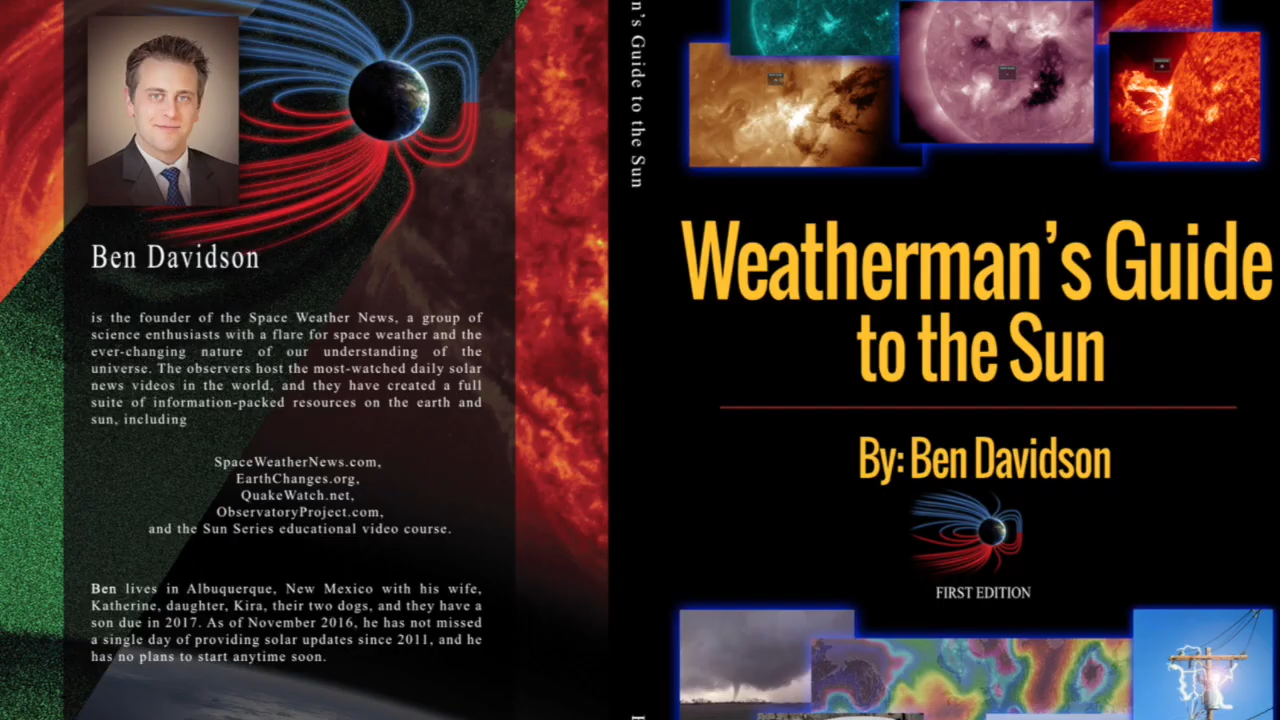 Ben Davidson
is the founder of the Space Weather News, a group of
science enthusiasts with a flare for space weather and the
ever-changing nature of our understanding of the
universe. The observers host the most-watched daily solar
news videos in the world, and they have created a full
suite of information-packed resources on the earth and
sun, including
SpaceWeatherNews.com,
EarthChanges.org,
QuakeWatch.net,
ObservatoryProject.com,
and the Sun Series educational video course.
Ben lives in Albuquerque, New Mexico with his wife,
Katherine, daughter, Kira, their two dogs, and they have a
son due in 2017. As of November 2016, he has not missed
a single day of providing solar updates since 2011, and he
has no plans to start anytime soon.
n's Guide to the Sun
Weatherman's Guide
to the Sun
By: Ben Davidson
FIRST EDITION